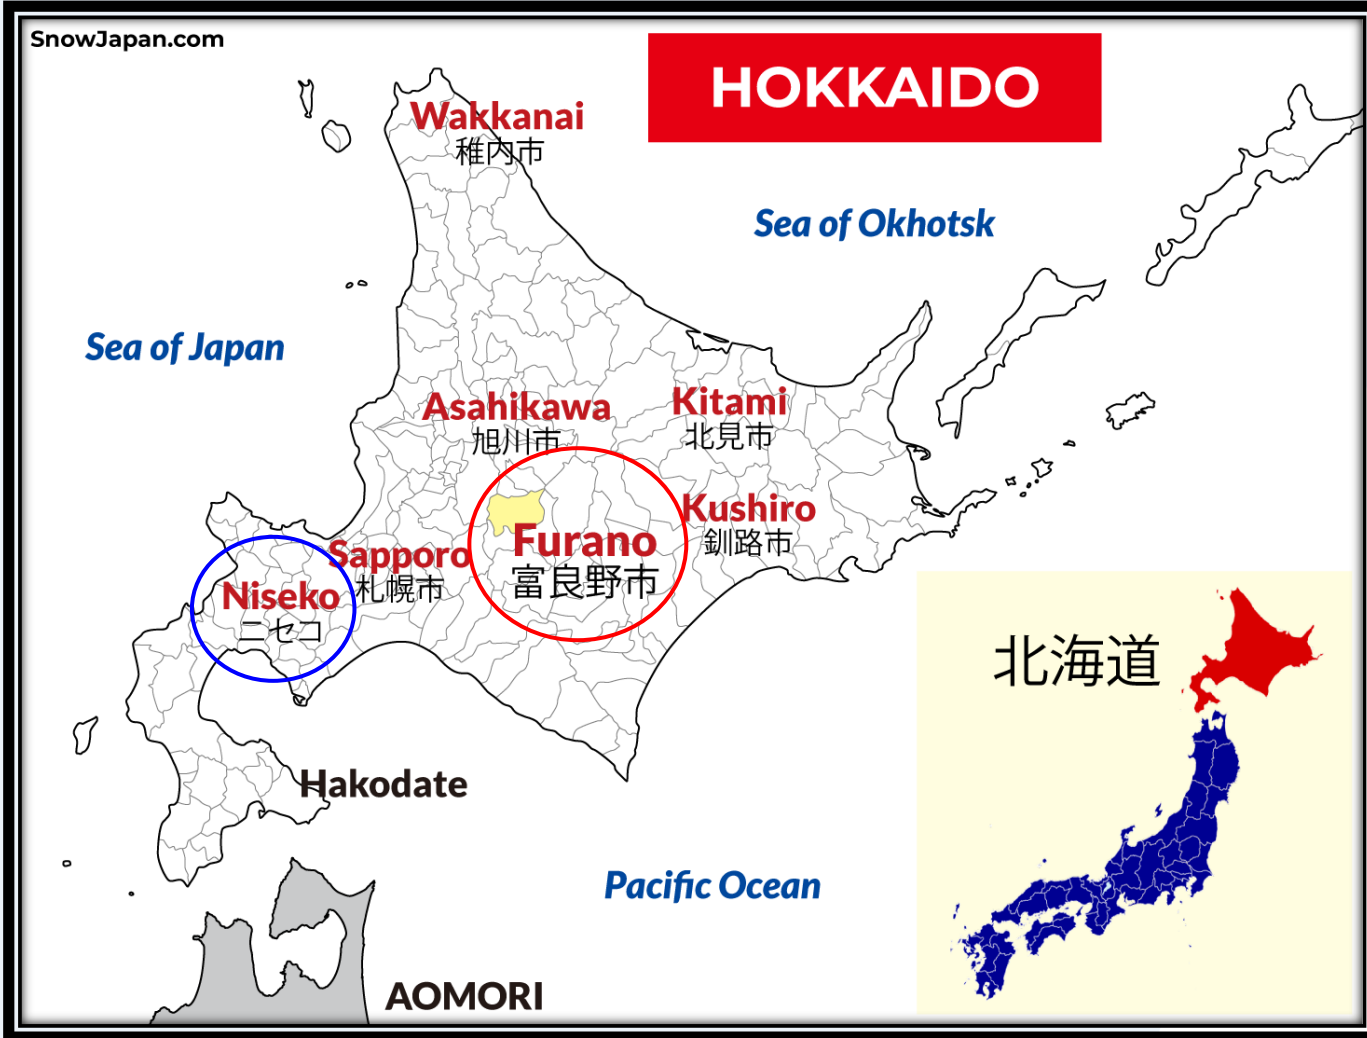 SnowJapan.com
HOKKAIDO
Wakkanai
稚内市
Sea of Okhotsk
Sea of Japan
Asahikawa
旭川市
Kitami
北見市
Kushiro
釧路市
Furano
富良野市
Sapporo
札幌市
Niseko
ニセコ
北海道
Hakodate
Pacific Ocean
AOMORI